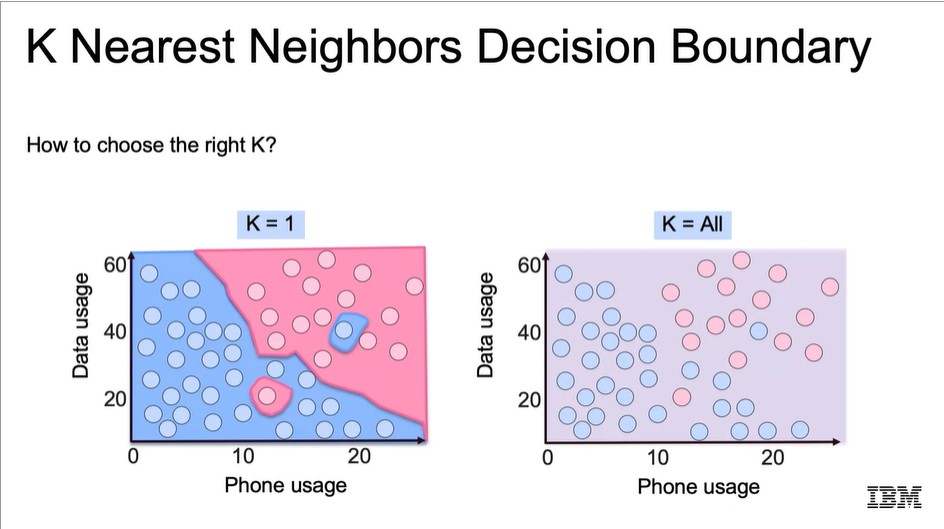 K Nearest Neighbors Decision Boundary
How to choose the right K?
K = 1
60
40
20
0 10 20
Data usage
Phone usage
K = All
60
40
20
0 10 20
Data usage
Phone usage
IBM